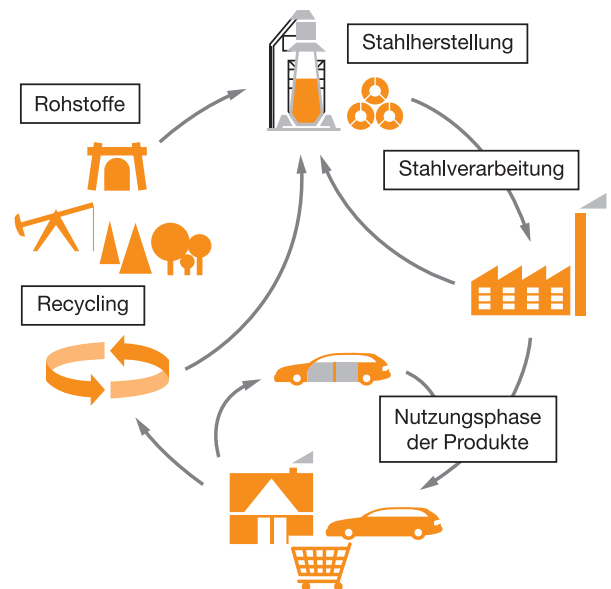 Stahlherstellung
Rohstoffe
Stahlverarbeitung
Recycling
Nutzungsphase
der Produkte